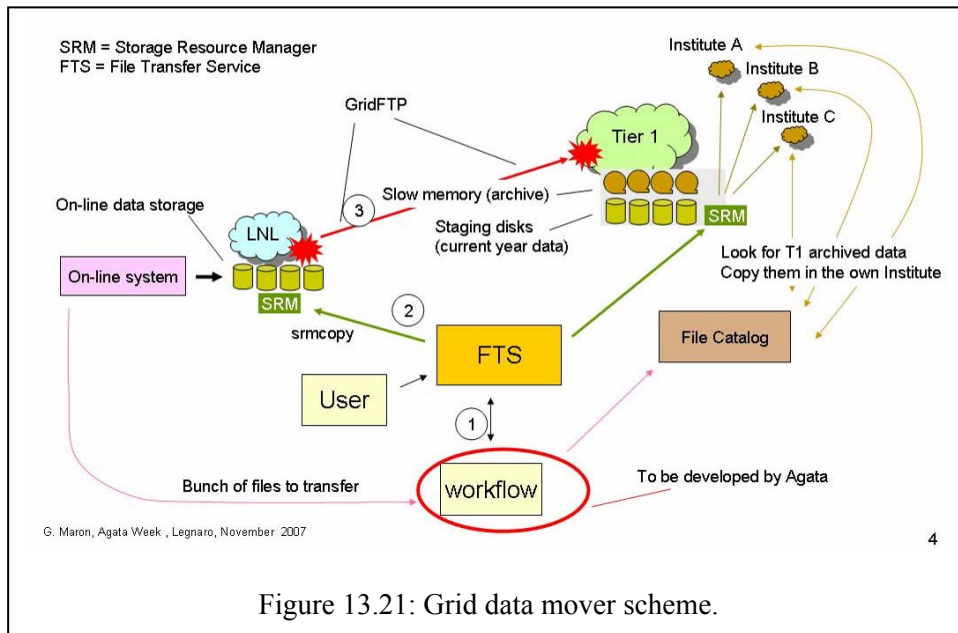 SRM = Storage Resource Manager
FTS = File Transfer Service
Institute A
Institute B
Institute C
GridFTP
Tier 1
Slow memory (archive)
3
On-line data storage
LNL
Staging disks
(current year data)
SRM
Look for T1 archived data
Copy them in the own Institute
On-line system
SRM
2
srmcopy
FTS
File Catalog
User
1
workflow
To be developed by Agata
Bunch of files to transfer
G. Maron, Agata Week , Legnaro, November 2007
4
Figure 13.21: Grid data mover scheme.